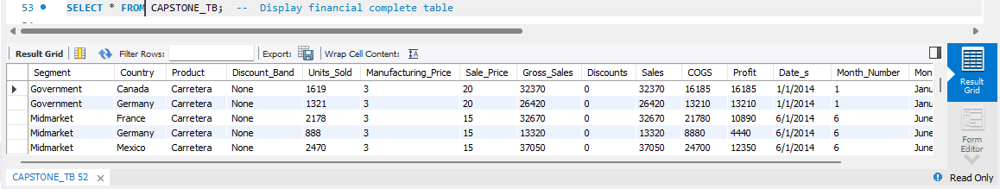 53 SELECT * FROM CAPSTONE_TB; -- Display financial complete table
Result Grid Filter Rows: Export: Wrap Cell Content:
Segment Country Product Discount_Band Units_Sold Manufacturing_Price Sale_Price Gross_Sales Discounts Sales COGS Profit Date_s Month_Number
Government Canada Carretera None 1619 3 20 32370 0 32370 16185 16185 1/1/2014 1 Janu
Government Germany Carretera None 1321 3 20 26420 0 26420 13210 13210 1/1/2014 1 Janu
Midmarket France Carretera None 2178 3 15 32670 0 32670 21780 10890 6/1/2014 6 June
Midmarket Germany Carretera None 888 3 15 13320 0 13320 8880 4440 6/1/2014 6 June
Midmarket Mexico Carretera None 2470 3 15 37050 0 37050 24700 12350 6/1/2014 6 June
Result
Grid
Form
Editor
CAPSTONE_TB 52 Read Only